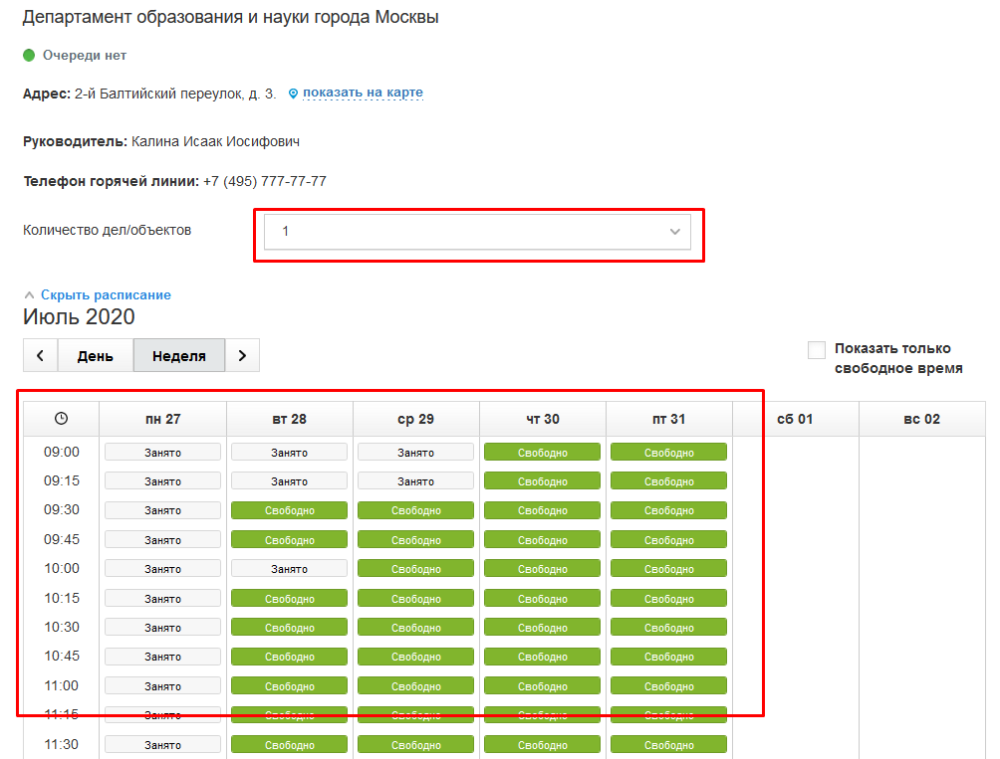 Департамент образования и науки города Москвы
Очереди нет
Адрес: 2-й Балтийский переулок, д. 3. показать на карте
Руководитель: Калина Исаак Иосифович
Телефон горячей линии: +7 (495) 777-77-77
Количество дел/объектов 1
Скрыть расписание
Июль 2020
День Неделя
Показать только
свободное время
пн 27 вт 28 ср 29 чт 30 пт 31 сб 01 вс 02
09:00 Занято Занято Занято Свободно Свободно
09:15 Занято Занято Занято Свободно Свободно
09:30 Занято Свободно Свободно Свободно Свободно
09:45 Занято Свободно Свободно Свободно Свободно
10:00 Занято Занято Свободно Свободно Свободно
10:15 Занято Свободно Свободно Свободно Свободно
10:30 Занято Свободно Свободно Свободно Свободно
10:45 Занято Свободно Свободно Свободно Свободно
11:00 Занято Свободно Свободно Свободно Свободно
11:15 Занято Свободно Свободно Свободно Свободно
11:30 Занято Свободно Свободно Свободно Свободно